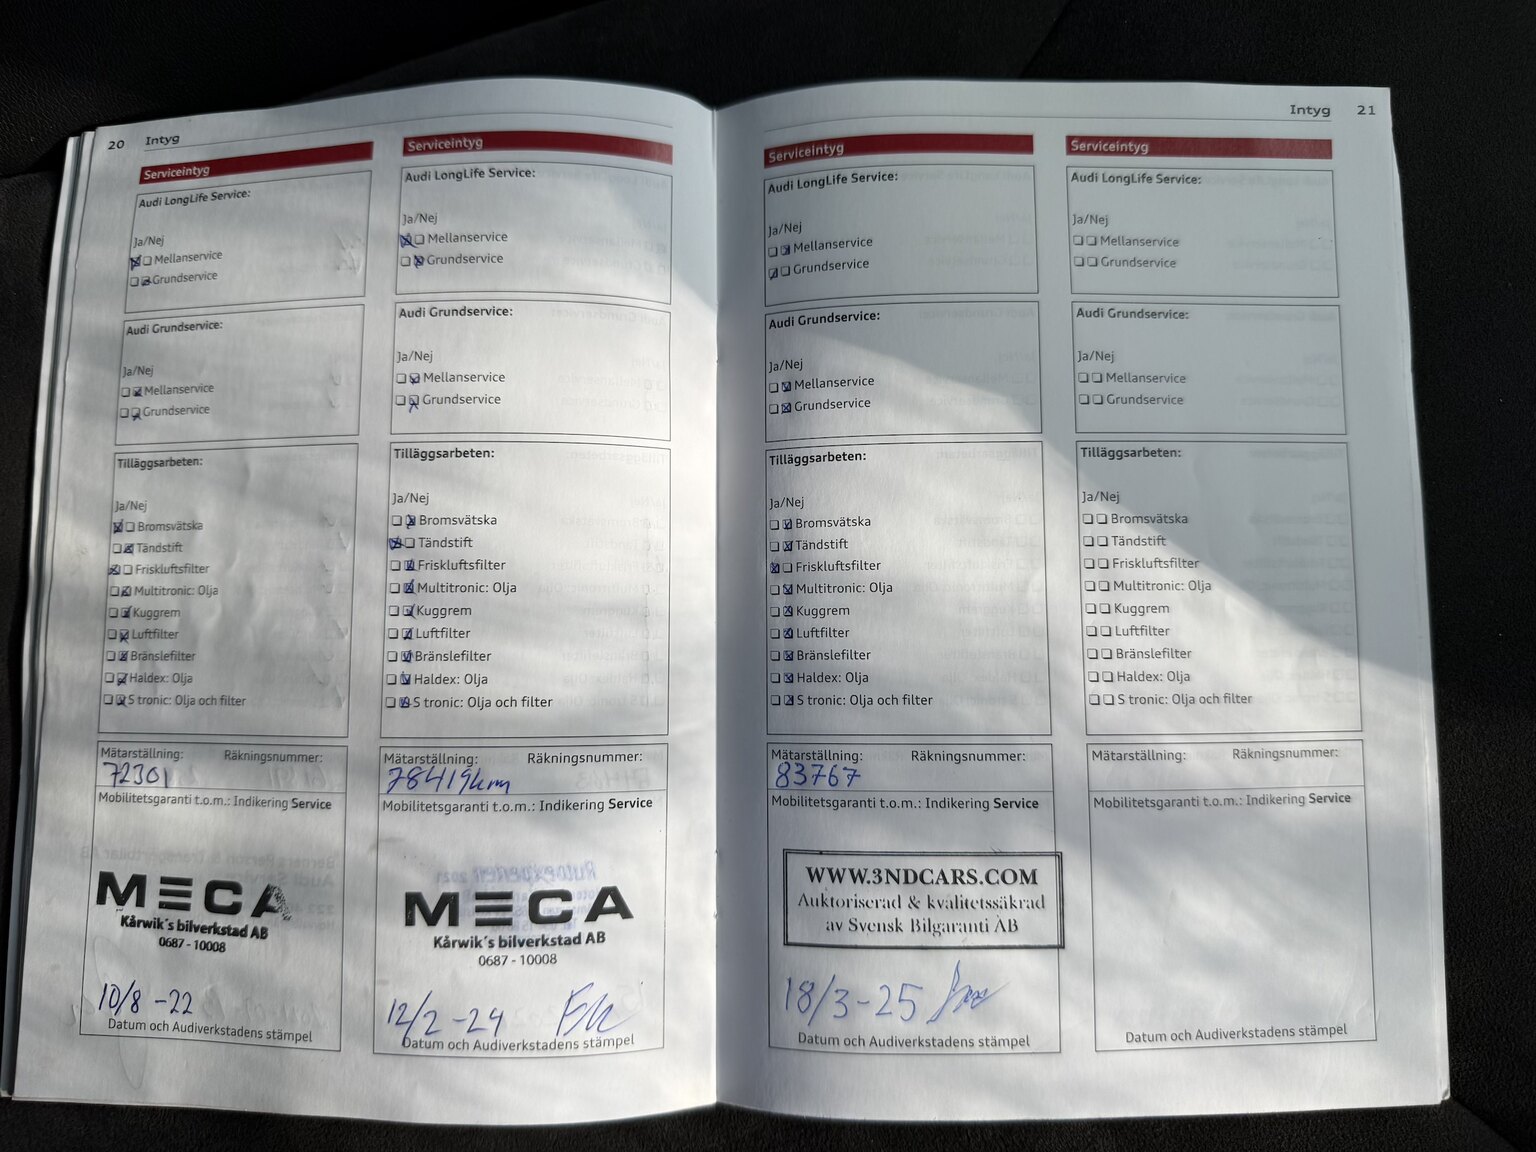 20 Intyg
Serviceintyg
Audi LongLife Service:
Ja/Nej
Mellanservice
Grundservice
Audi Grundservice:
Ja/Nej
Mellanservice
Grundservice
Tilläggsarbeten:
Ja/Nej
Bromsvätska
Tändstift
Friskluftsfilter
Multitronic: Olja
Kuggrem
Luftfilter
Bränslefilter
Haldex: Olja
S tronic: Olja och filter
Mätarställning: Räkningsnummer:
72301
Mobilitetsgaranti t.o.m.: Indikering Service
MECA
Kårwik´s bilverkstad AB
0687 - 10008
10/8 -22
Datum och Audiverkstadens stämpel
Serviceintyg
Audi LongLife Service:
Ja/Nej
Mellanservice
Grundservice
Audi Grundservice:
Ja/Nej
Mellanservice
Grundservice
Tilläggsarbeten:
Ja/Nej
Bromsvätska
Tändstift
Friskluftsfilter
Multitronic: Olja
Kuggrem
Luftfilter
Bränslefilter
Haldex: Olja
S tronic: Olja och filter
Mätarställning: Räkningsnummer:
78419km
Mobilitetsgaranti t.o.m.: Indikering Service
MECA
Kårwik´s bilverkstad AB
0687 - 10008
12/2 -24
Datum och Audiverkstadens stämpel
Intyg 21
Serviceintyg
Audi LongLife Service:
Ja/Nej
Mellanservice
Grundservice
Audi Grundservice:
Ja/Nej
Mellanservice
Grundservice
Tilläggsarbeten:
Ja/Nej
Bromsvätska
Tändstift
Friskluftsfilter
Multitronic: Olja
Kuggrem
Luftfilter
Bränslefilter
Haldex: Olja
S tronic: Olja och filter
Mätarställning: Räkningsnummer:
83767
Mobilitetsgaranti t.o.m.: Indikering Service
WWW.3NDCARS.COM
Auktoriserad & kvalitetssäkrad
av Svensk Bilgaranti AB
18/3-25
Datum och Audiverkstadens stämpel
Serviceintyg
Audi LongLife Service:
Ja/Nej
Mellanservice
Grundservice
Audi Grundservice:
Ja/Nej
Mellanservice
Grundservice
Tilläggsarbeten:
Ja/Nej
Bromsvätska
Tändstift
Friskluftsfilter
Multitronic: Olja
Kuggrem
Luftfilter
Bränslefilter
Haldex: Olja
S tronic: Olja och filter
Mätarställning: Räkningsnummer:
Mobilitetsgaranti t.o.m.: Indikering Service
Datum och Audiverkstadens stämpel